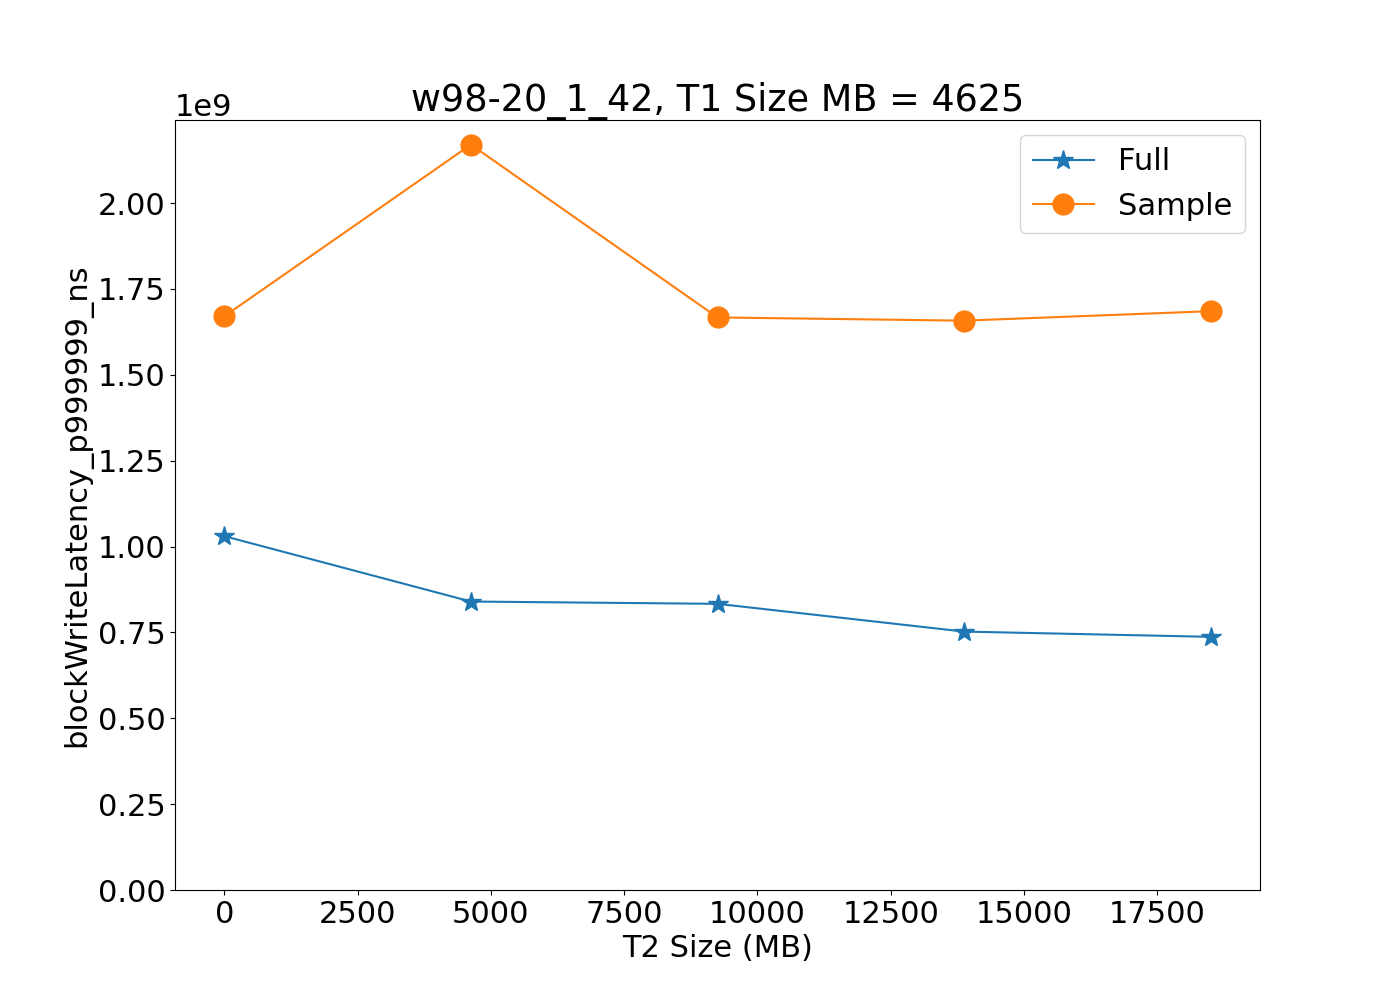 w98-20_1_42, T1 Size MB = 4625
1e9
Full
Sample
2.00
1.75
1.50
1.25
1.00
0.75
0.50
0.25
0.00
blockWriteLatency_p999999_ns
0 2500 5000 7500 10000 12500 15000 17500
T2 Size (MB)